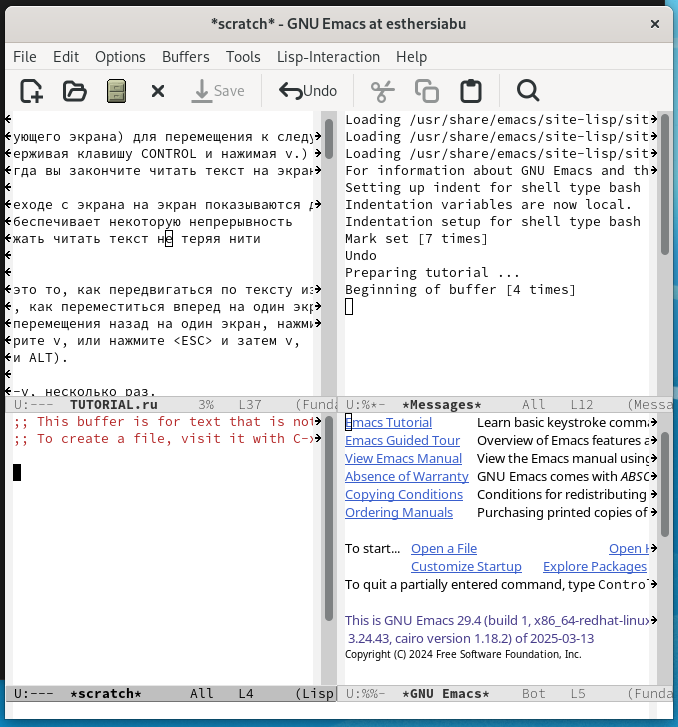 *scratch* - GNU Emacs at esthersiabu
File Edit Options Buffers Tools Lisp-Interaction Help
Save Undo
ующего экрана) для перемещения к следу
ерживая клавишу CONTROL и нажимая v.)
гда вы закончите читать текст на экран
еходе с экрана на экран показываются
беспечивает некоторую непрерывность
жать читать текст не теряя нити
это то, как передвигаться по тексту из
, как переместиться вперед на один экр
перемещения назад на один экран, нажми
рите v, или нажмите <ESC> и затем v,
и ALT).
-v, несколько раз.
U:--- TUTORIAL.ru 3% L37 (Funda
Loading /usr/share/emacs/site-lisp/sit
Loading /usr/share/emacs/site-lisp/sit
Loading /usr/share/emacs/site-lisp/sit
For information about GNU Emacs and th
Setting up indent for shell type bash
Indentation variables are now local.
Indentation setup for shell type bash
Mark set [7 times]
Undo
Preparing tutorial ...
Beginning of buffer [4 times]
U:%*- *Messages* All L12 (Messa
;; This buffer is for text that is not
;; To create a file, visit it with C-x
U:--- *scratch* All L4 (Lisp
Emacs Tutorial Learn basic keystroke comm
Emacs Guided Tour Overview of Emacs features a
View Emacs Manual View the Emacs manual using
Absence of Warranty GNU Emacs comes with ABSO
Copying Conditions Conditions for redistributing
Ordering Manuals Purchasing printed copies of
To start... Open a File Open H
Customize Startup Explore Packages
To quit a partially entered command, type Control
This is GNU Emacs 29.4 (build 1, x86_64-redhat-linux
3.24.43, cairo version 1.18.2) of 2025-03-13
Copyright (C) 2024 Free Software Foundation, Inc.
U:%%- *GNU Emacs* Bot L5 (Funda